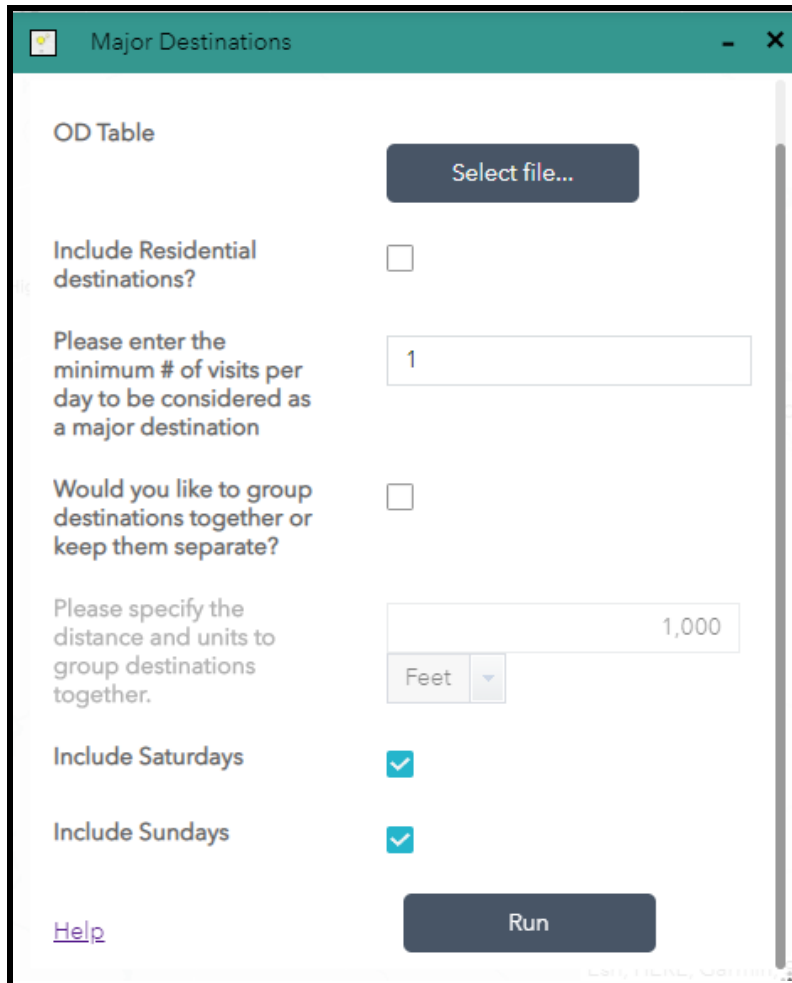 Major Destinations
OD Table
Select file...
Include Residential
destinations?
Please enter the
minimum # of visits per
day to be considered as
a major destination
1
Would you like to group
destinations together or
keep them separate?
Please specify the
distance and units to
group destinations
together.
1,000
Feet
Include Saturdays
Include Sundays
Help
Run